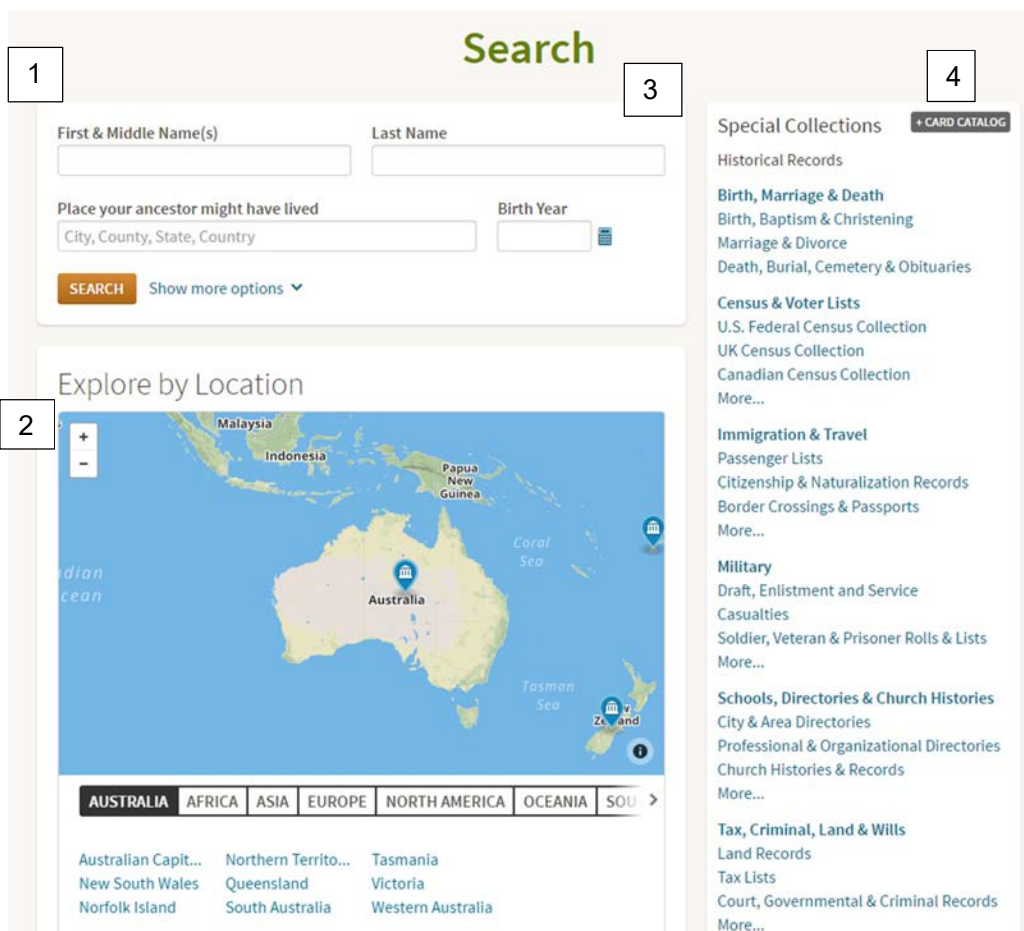 Search
1
3
4
First & Middle Name(s)
Last Name
Place your ancestor might have lived
Birth Year
City, County, State, Country
SEARCH
Show more options
Explore by Location
2
+
−
Malaysia
Indonesia
Papua
New
Guinea
Coral
Sea
dian
cean
Australia
Tasman
Sea
AUSTRALIA
AFRICA
ASIA
EUROPE
NORTH AMERICA
OCEANIA
SOU
Australian Capit...
Northern Territo...
Tasmania
New South Wales
Queensland
Victoria
Norfolk Island
South Australia
Western Australia
Special Collections
+ CARD CATALOG
Historical Records
Birth, Marriage & Death
Birth, Baptism & Christening
Marriage & Divorce
Death, Burial, Cemetery & Obituaries
Census & Voter Lists
U.S. Federal Census Collection
UK Census Collection
Canadian Census Collection
More...
Immigration & Travel
Passenger Lists
Citizenship & Naturalization Records
Border Crossings & Passports
More...
Military
Draft, Enlistment and Service
Casualties
Soldier, Veteran & Prisoner Rolls & Lists
More...
Schools, Directories & Church Histories
City & Area Directories
Professional & Organizational Directories
Church Histories & Records
More...
Tax, Criminal, Land & Wills
Land Records
Tax Lists
Court, Governmental & Criminal Records
More...